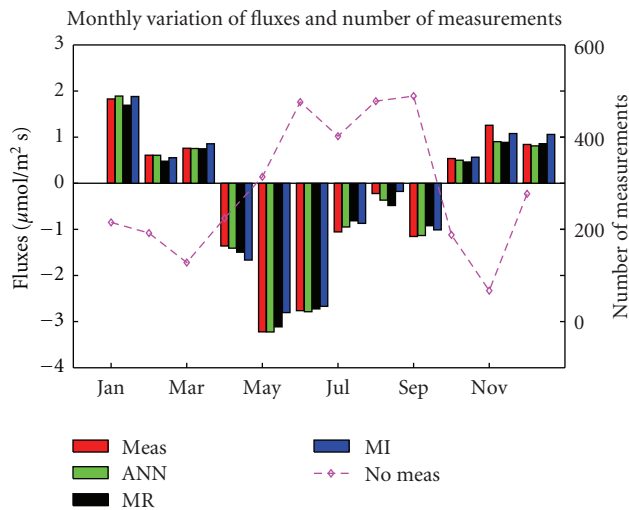 Monthly variation of fluxes and number of measurements
3
2
1
0
−1
−2
−3
−4
Fluxes (μmol/m² s)
600
400
200
0
Number of measurements
Jan Mar May Jul Sep Nov
Meas
ANN
MR
MI
No meas